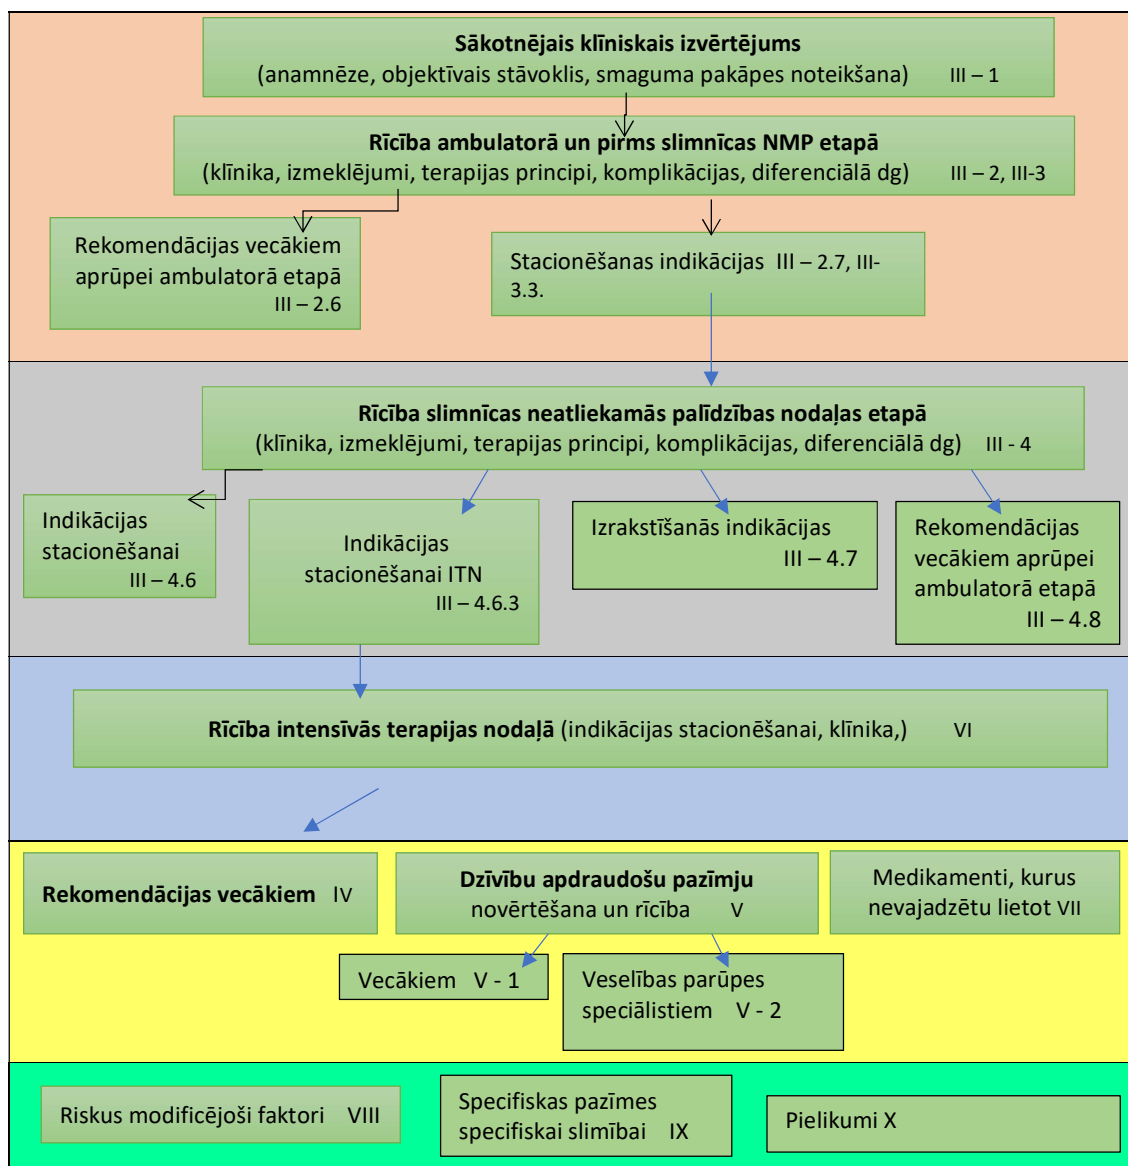 Sākotnējais klīniskais izvērtējums
(anamnēze, objektīvais stāvoklis, smaguma pakāpes noteikšana) III – 1
Rīcība ambulatorā un pirms slimnīcas NMP etapā
(klīnika, izmeklējumi, terapijas principi, komplikācijas, diferenciālā dg) III – 2, III-3
Rekomendācijas vecākiem
aprūpei ambulatorā etapā
III – 2.6
Stacionēšanas indikācijas III – 2.7, III-
3.3.
Rīcība slimnīcas neatliekamās palīdzības nodaļas etapā
(klīnika, izmeklējumi, terapijas principi, komplikācijas, diferenciālā dg) III - 4
Indikācijas
stacionēšanai
III – 4.6
Indikācijas
stacionēšanai ITN
III – 4.6.3
Izrakstīšanās indikācijas
III – 4.7
Rekomendācijas
vecākiem aprūpei
ambulatorā etapā
III – 4.8
Rīcība intensīvās terapijas nodaļā (indikācijas stacionēšanai, klīnika,) VI
Rekomendācijas vecākiem IV
Dzīvību apdraudošu pazīmju
novērtēšana un rīcība V
Medikamenti, kurus
nevajadzētu lietot VII
Vecākiem V - 1
Veselības parūpes
speciālistiem V - 2
Riskus modificējoši faktori VIII
Specifiskas pazīmes
specifiskai slimībai IX
Pielikumi X